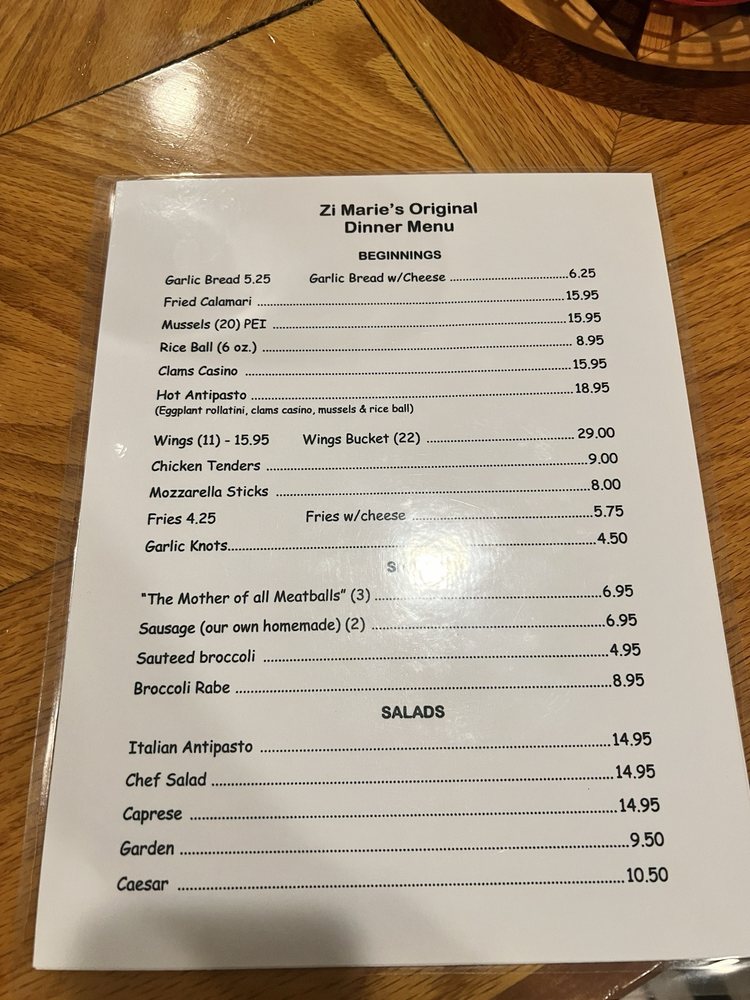 Zi Marie's Original
Dinner Menu
BEGINNINGS
Garlic Bread 5.25 Garlic Bread w/Cheese ........................................6.25
Fried Calamari ........................................15.95
Mussels (20) PEI ........................................15.95
Rice Ball (6 oz.) ........................................ 8.95
Clams Casino ........................................15.95
Hot Antipasto ........................................18.95
(Eggplant rollatini, clams casino, mussels & rice ball)
Wings (11) - 15.95 Wings Bucket (22) ........................................ 29.00
Chicken Tenders ........................................9.00
Mozzarella Sticks ........................................8.00
Fries 4.25 Fries w/cheese ........................................5.75
Garlic Knots........................................4.50
"The Mother of all Meatballs" (3) ........................................6.95
Sausage (our own homemade) (2) ........................................6.95
Sauteed broccoli ........................................4.95
Broccoli Rabe ........................................8.95
SALADS
Italian Antipasto ........................................14.95
Chef Salad ........................................14.95
Caprese ........................................14.95
Garden ........................................9.50
Caesar ........................................10.50